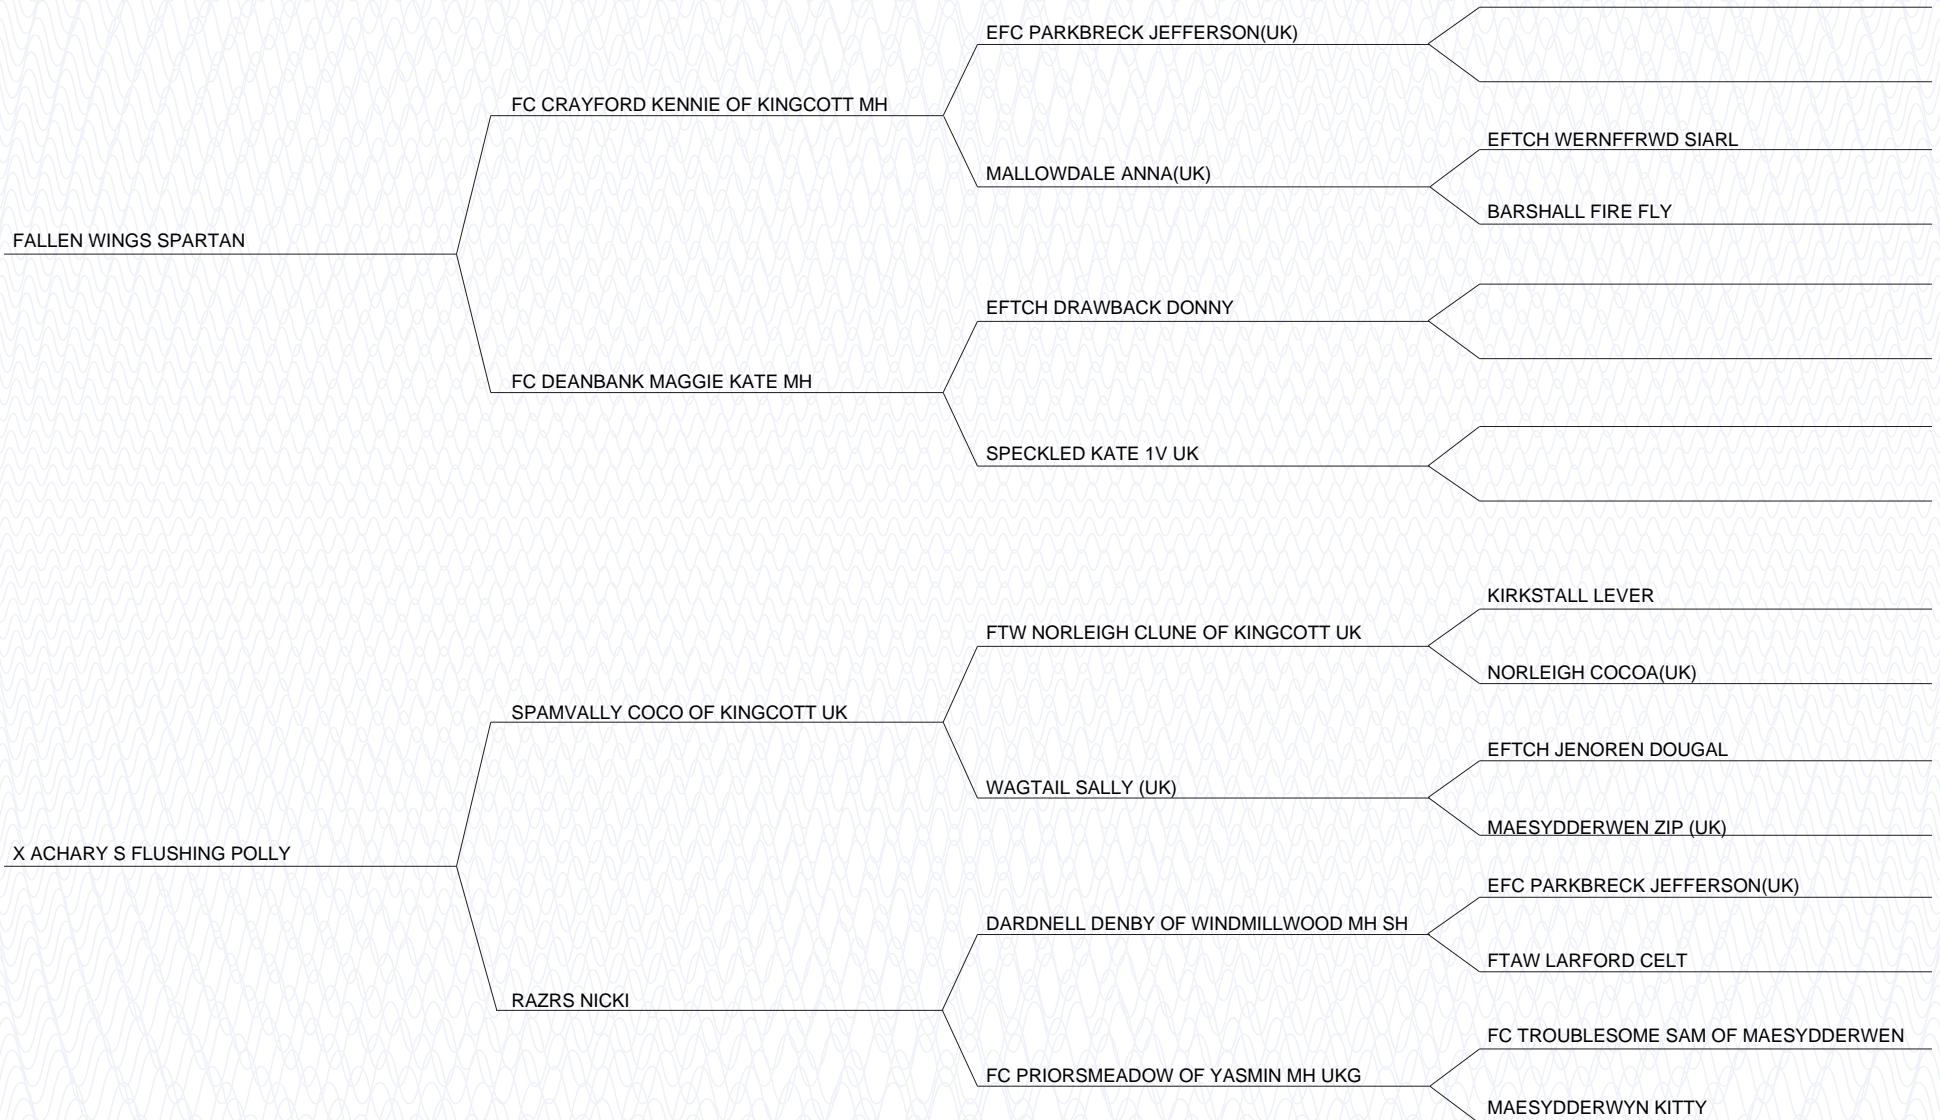 EFC PARKBRECK JEFFERSON(UK)
FC CRAYFORD KENNIE OF KINGCOTT MH
EFTCH WERNFFRWD SIARL
MALLOWDALE ANNA(UK)
BARSHALL FIRE FLY
FALLEN WINGS SPARTAN
EFTCH DRAWBACK DONNY
FC DEANBANK MAGGIE KATE MH
SPECKLED KATE 1V UK
KIRKSTALL LEVER
FTW NORLEIGH CLUNE OF KINGCOTT UK
NORLEIGH COCOA(UK)
SPAMVALLY COCO OF KINGCOTT UK
EFTCH JENOREN DOUGAL
WAGTAIL SALLY (UK)
MAESYDDERWEN ZIP (UK)
X ACHARY S FLUSHING POLLY
EFC PARKBRECK JEFFERSON(UK)
DARDNELL DENBY OF WINDMILLWOOD MH SH
FTAW LARFORD CELT
RAZRS NICKI
FC TROUBLESOME SAM OF MAESYDDERWEN
FC PRIORSMEADOW OF YASMIN MH UKG
MAESYDDERWYN KITTY